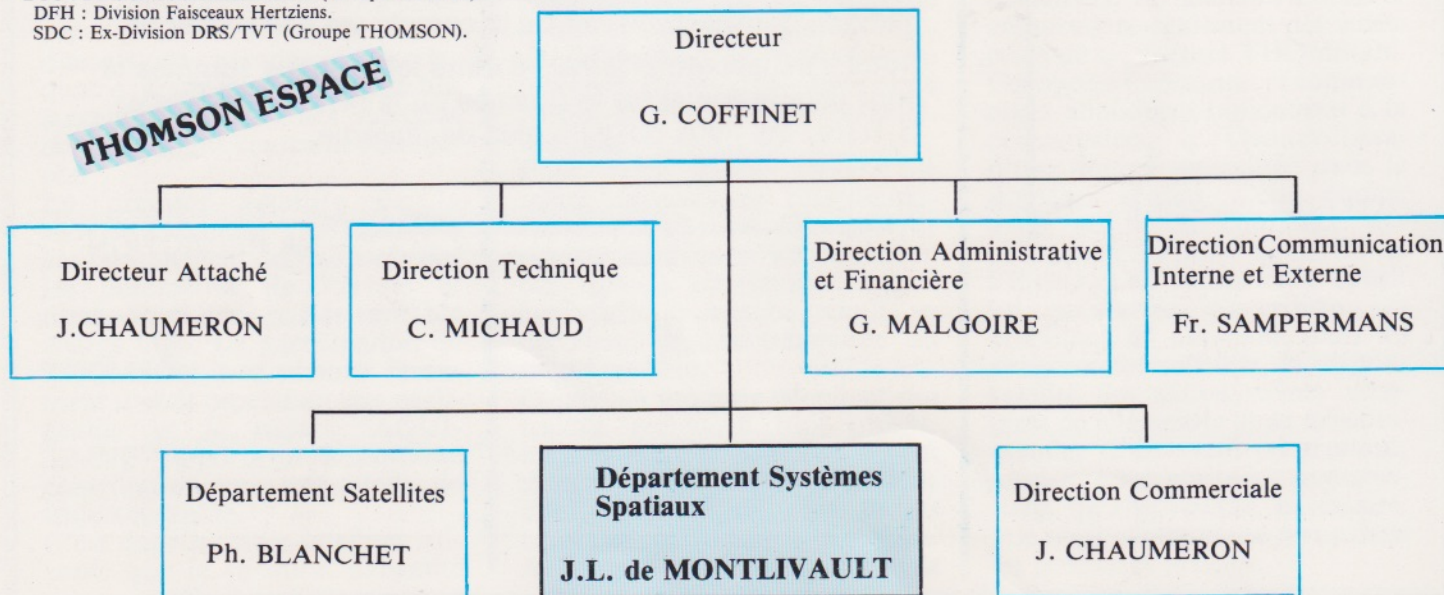 DFH : Division Faisceaux Hertziens.
SDC : Ex-Division DRS/TVT (Groupe THOMSON).
THOMSON ESPACE
Directeur
G. COFFINET
Directeur Attaché
J.CHAUMERON
Direction Technique
C. MICHAUD
Direction Administrative
et Financière
G. MALGOIRE
Direction Communication
Interne et Externe
Fr. SAMPERMANS
Département Satellites
Ph. BLANCHET
Département Systèmes
Spatiaux
J.L. de MONTLIVAULT
Direction Commerciale
J. CHAUMERON